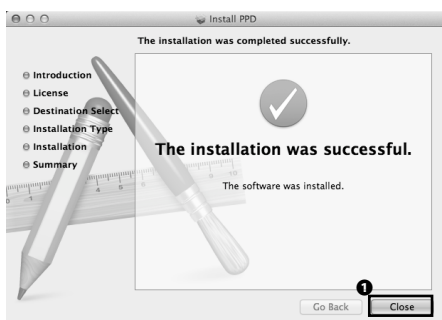 Install PPD
The installation was completed successfully.
Introduction
License
Destination Select
Installation Type
Installation
Summary
The installation was successful.
The software was installed.
1
Go Back
Close